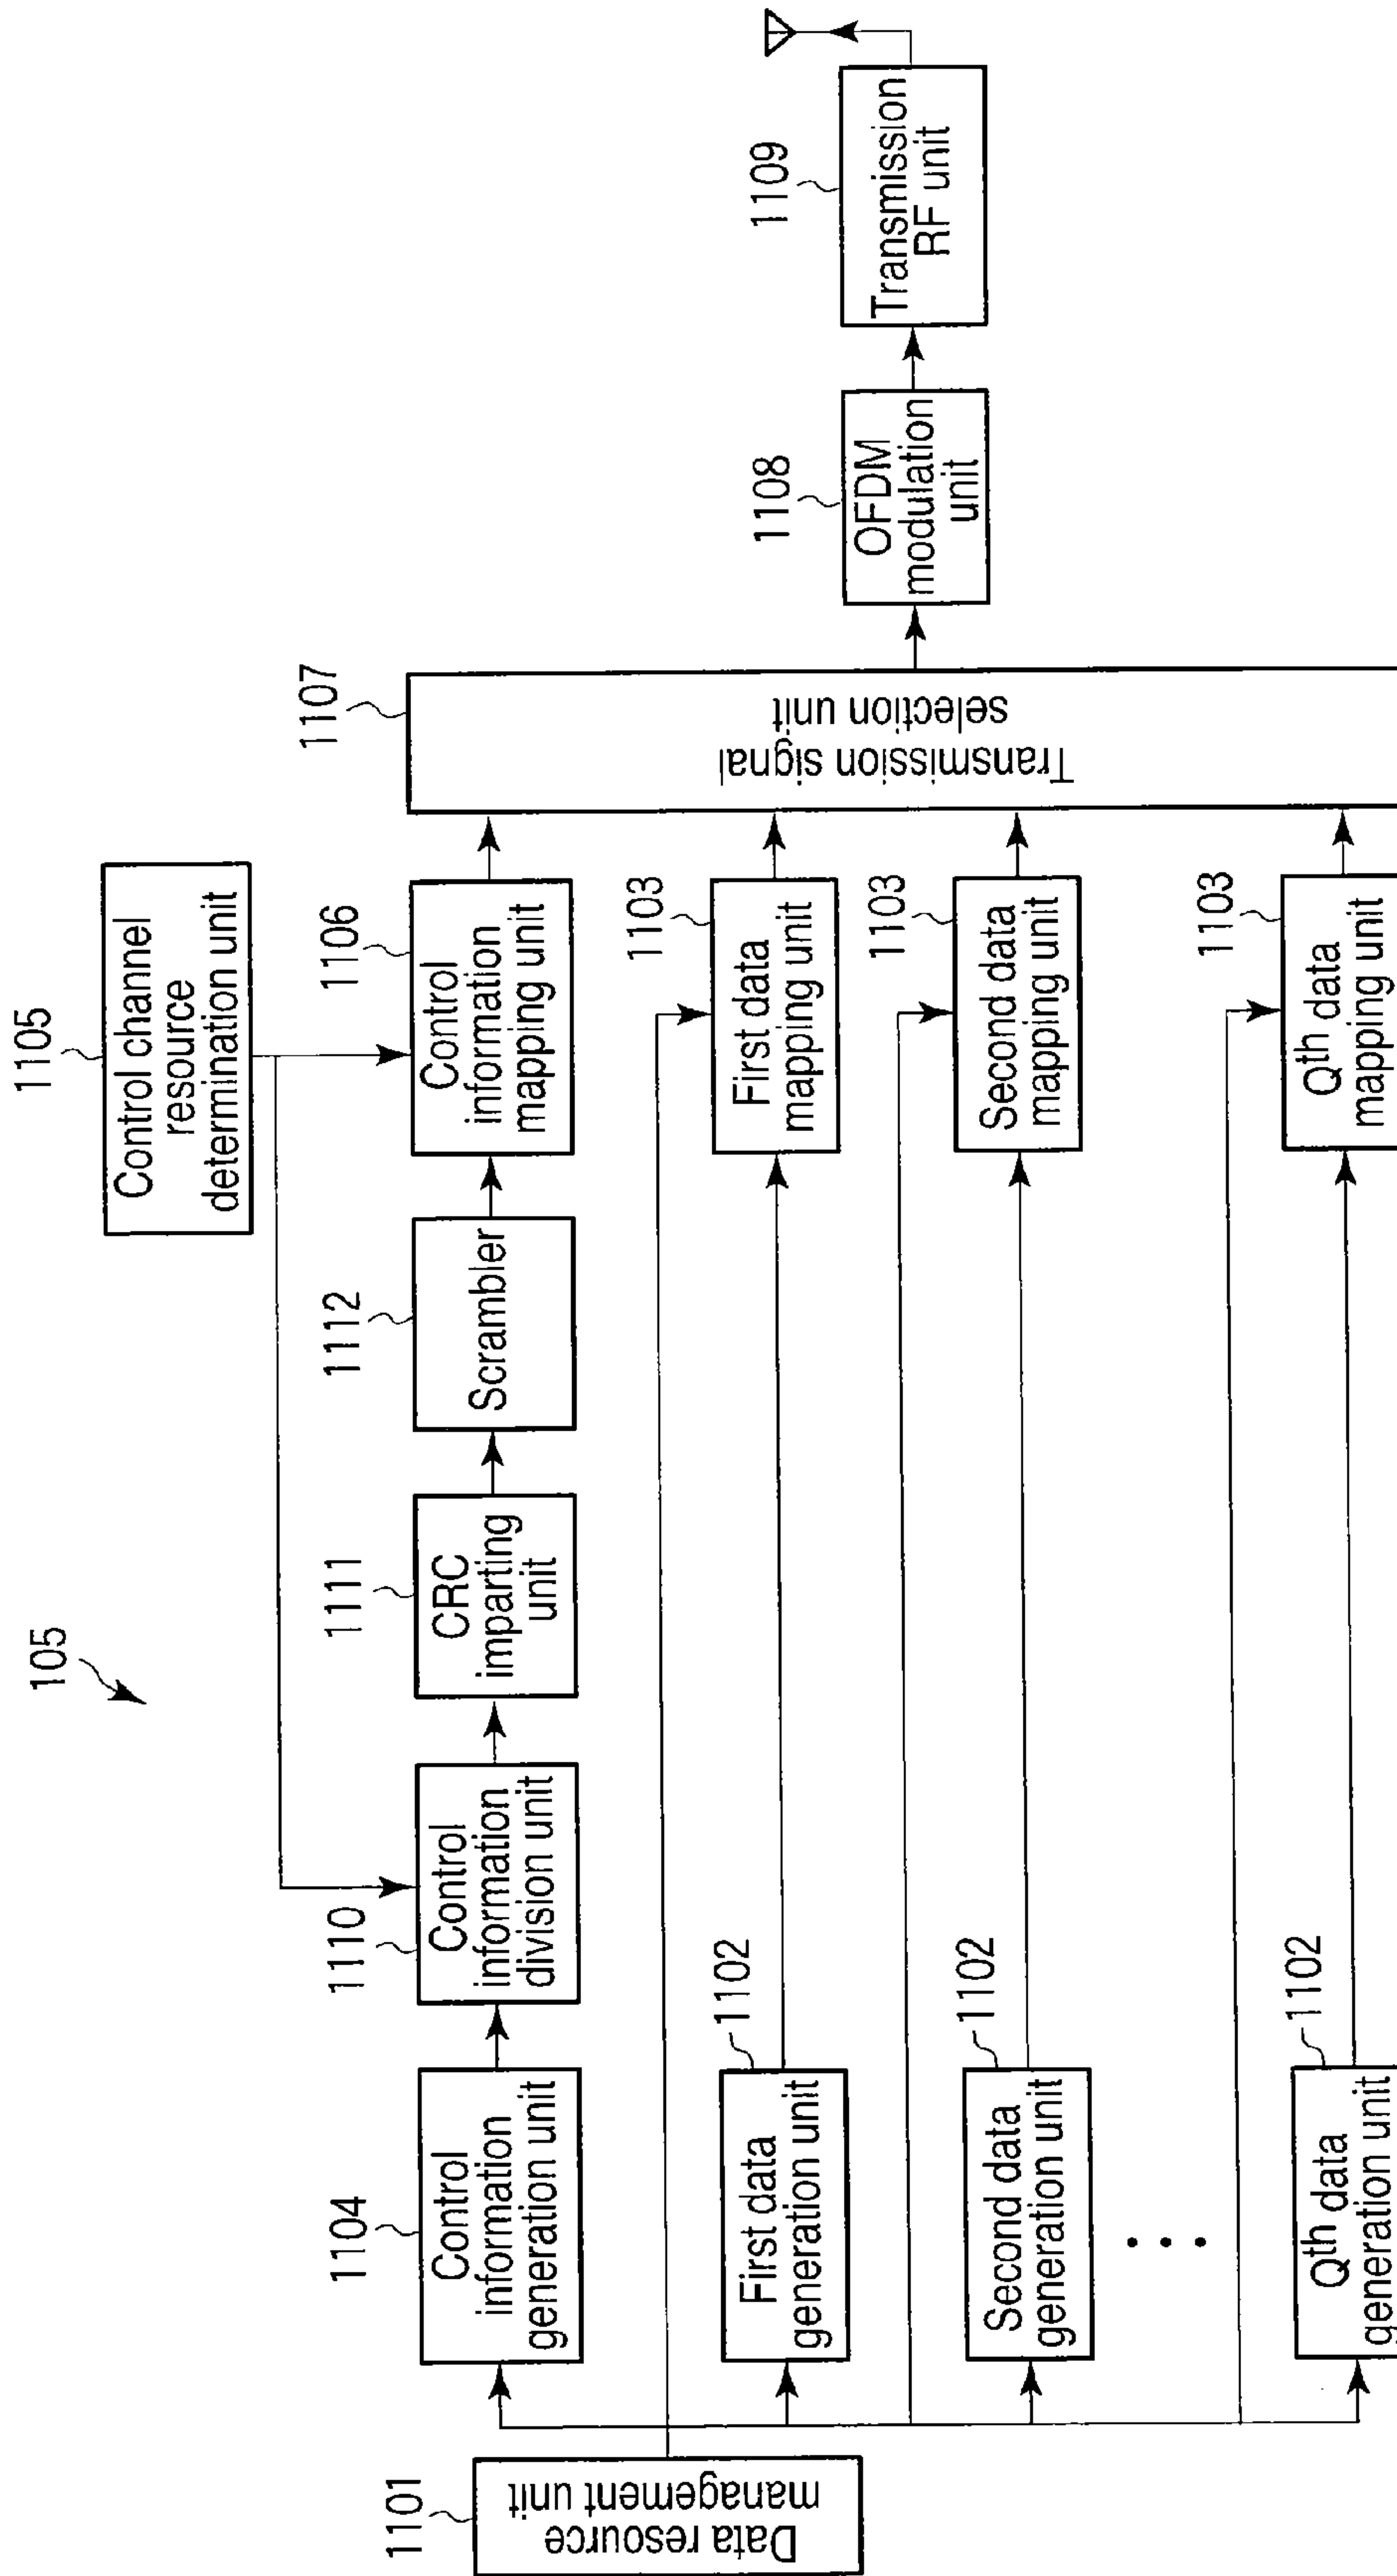 105
1105
Control channel
resource
determination unit
1101
Data resource
management unit
1104
Control
information
generation unit
1110
Control
information
division unit
1111
CRC
imparting
unit
1112
Scrambler
1106
Control
information
mapping unit
1107
Transmission signal
selection unit
1108
OFDM
modulation
unit
1109
Transmission
RF unit
1102
First data
generation unit
1103
First data
mapping unit
1102
Second data
generation unit
1103
Second data
mapping unit
• • •
1102
Qth data
generation unit
1103
Qth data
mapping unit